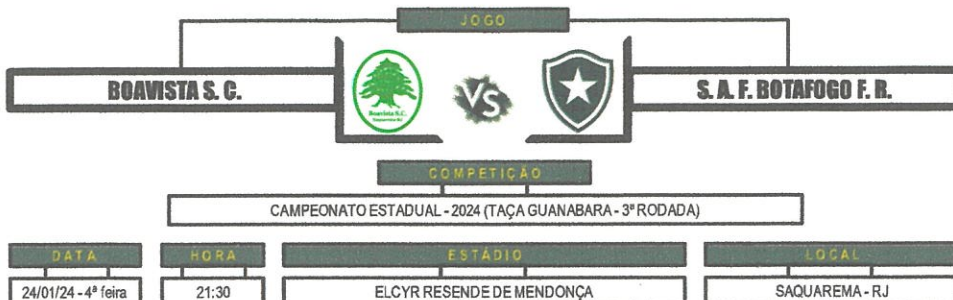 JOGO
BOAVISTA S. C.
Boavista S.C.
VS
S. A. F. BOTAFOGO F. R.
COMPETIÇÃO
CAMPEONATO ESTADUAL - 2024 (TAÇA GUANABARA - 3ª RODADA)
DATA HORA ESTÁDIO LOCAL
24/01/24 - 4ª feira 21:30 ELCYR RESENDE DE MENDONÇA SAQUAREMA - RJ